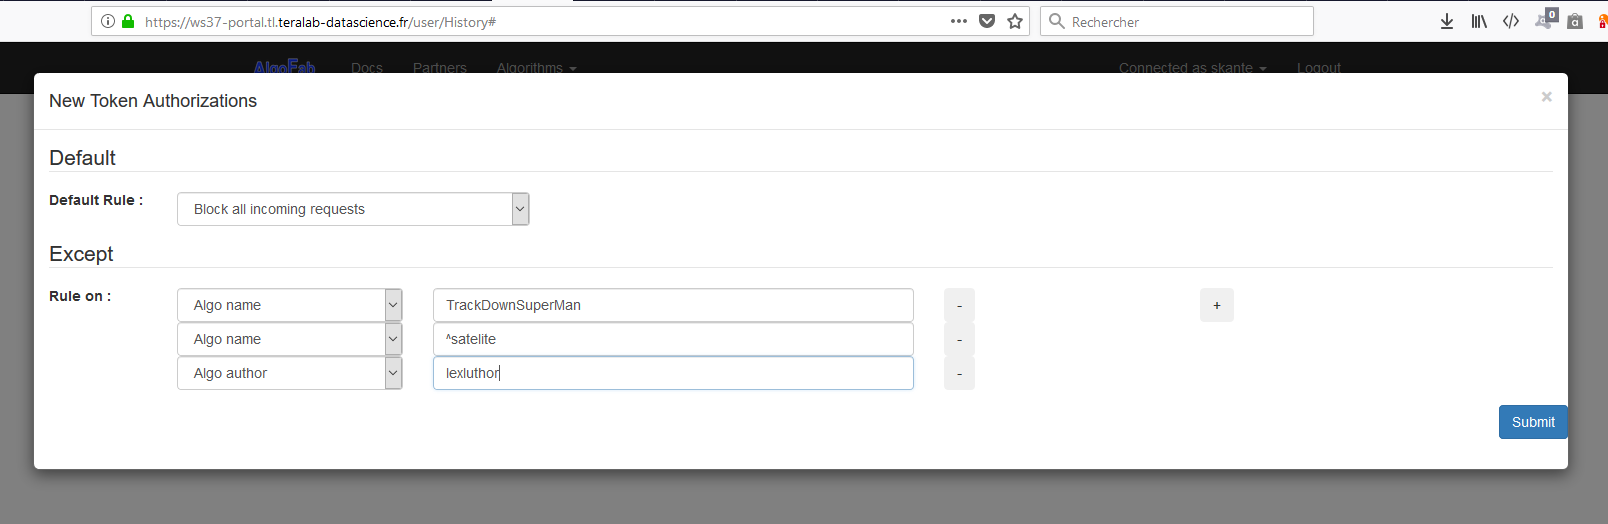 https://ws37-portal.tl.teralab-datascience.fr/user/History#
Rechercher
0
AlgoFab Docs Partners Algorithms Connected as skante Logout
New Token Authorizations ×
Default
Default Rule : Block all incoming requests
Except
Rule on : Algo name TrackDownSuperMan - +
Algo name ^satelite -
Algo author lexluthor -
Submit